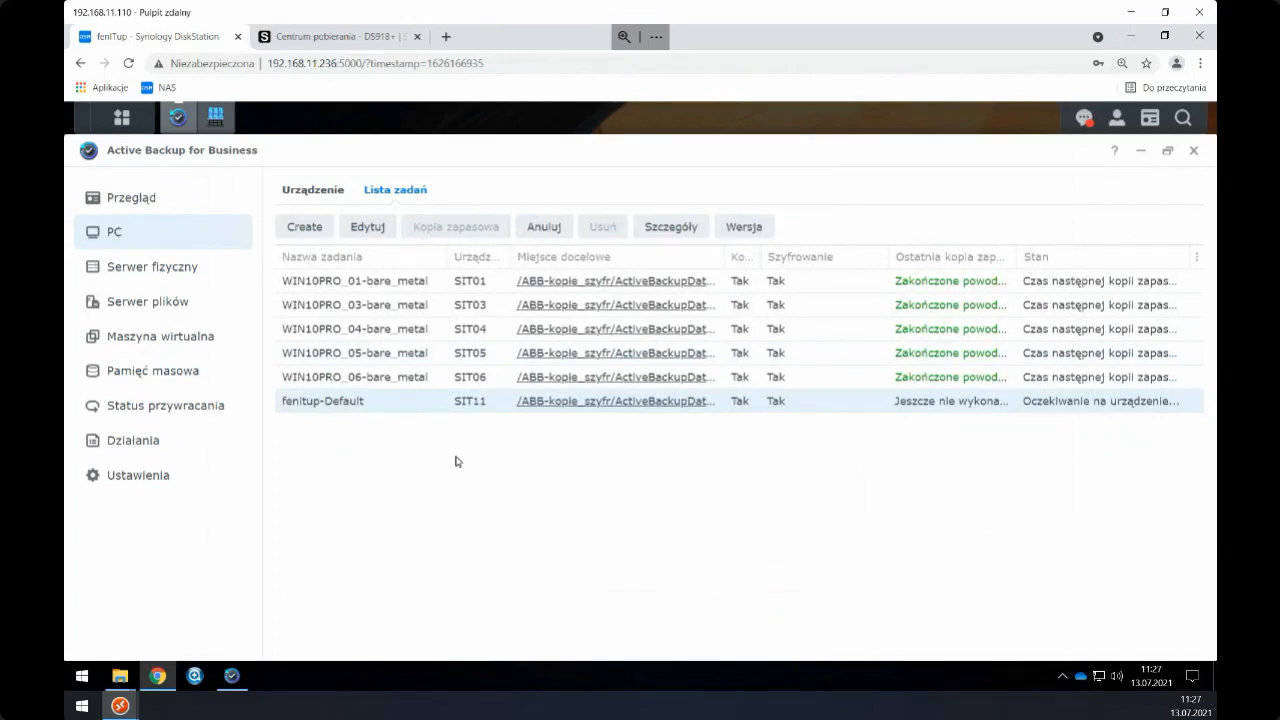 192.168.11.110 - Pulpit zdalny
fenITup - Synology DiskStation
Centrum pobierania - DS918+ | S
Niezabezpieczona | 192.168.11.236:5000/?timestamp=1626166935
Aplikacje NAS Do przeczytania
Active Backup for Business
Przegląd
PC
Serwer fizyczny
Serwer plików
Maszyna wirtualna
Pamięć masowa
Status przywracania
Działania
Ustawienia
Urządzenie Lista zadań
Create Edytuj Kopia zapasowa Anuluj Usuń Szczegóły Wersja
Nazwa zadania Urządz... Miejsce docelowe Ko... Szyfrowanie Ostatnia kopia zap... Stan
WIN10PRO_01-bare_metal SIT01 /ABB-kopie_szyfr/ActiveBackupDat... Tak Tak Zakończone powod... Czas następnej kopii zapas...
WIN10PRO_03-bare_metal SIT03 /ABB-kopie_szyfr/ActiveBackupDat... Tak Tak Zakończone powod... Czas następnej kopii zapas...
WIN10PRO_04-bare_metal SIT04 /ABB-kopie_szyfr/ActiveBackupDat... Tak Tak Zakończone powod... Czas następnej kopii zapas...
WIN10PRO_05-bare_metal SIT05 /ABB-kopie_szyfr/ActiveBackupDat... Tak Tak Zakończone powod... Czas następnej kopii zapas...
WIN10PRO_06-bare_metal SIT06 /ABB-kopie_szyfr/ActiveBackupDat... Tak Tak Zakończone powod... Czas następnej kopii zapas...
fenitup-Default SIT11 /ABB-kopie_szyfr/ActiveBackupDat... Tak Tak Jeszcze nie wykona... Oczekiwanie na urządzenie...
11:27
13.07.2021
11:27
13.07.2021